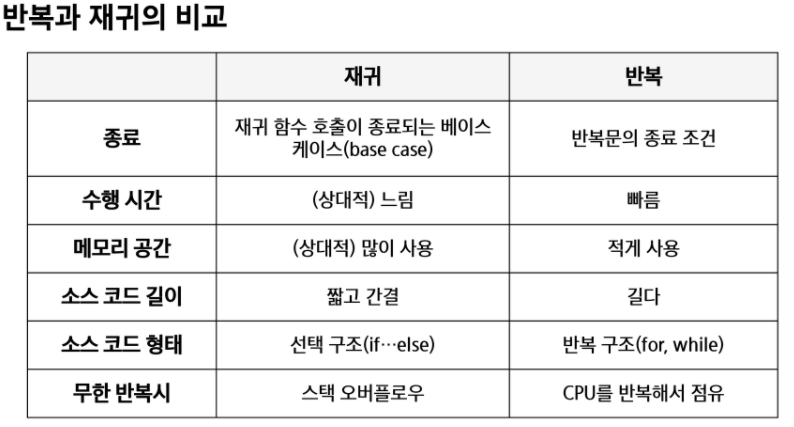 반복과 재귀의 비교
재귀 반복
종료 재귀 함수 호출이 종료되는 베이스
케이스(base case) 반복문의 종료 조건
수행 시간 (상대적) 느림 빠름
메모리 공간 (상대적) 많이 사용 적게 사용
소스 코드 길이 짧고 간결 길다
소스 코드 형태 선택 구조(if…else) 반복 구조(for, while)
무한 반복시 스택 오버플로우 CPU를 반복해서 점유